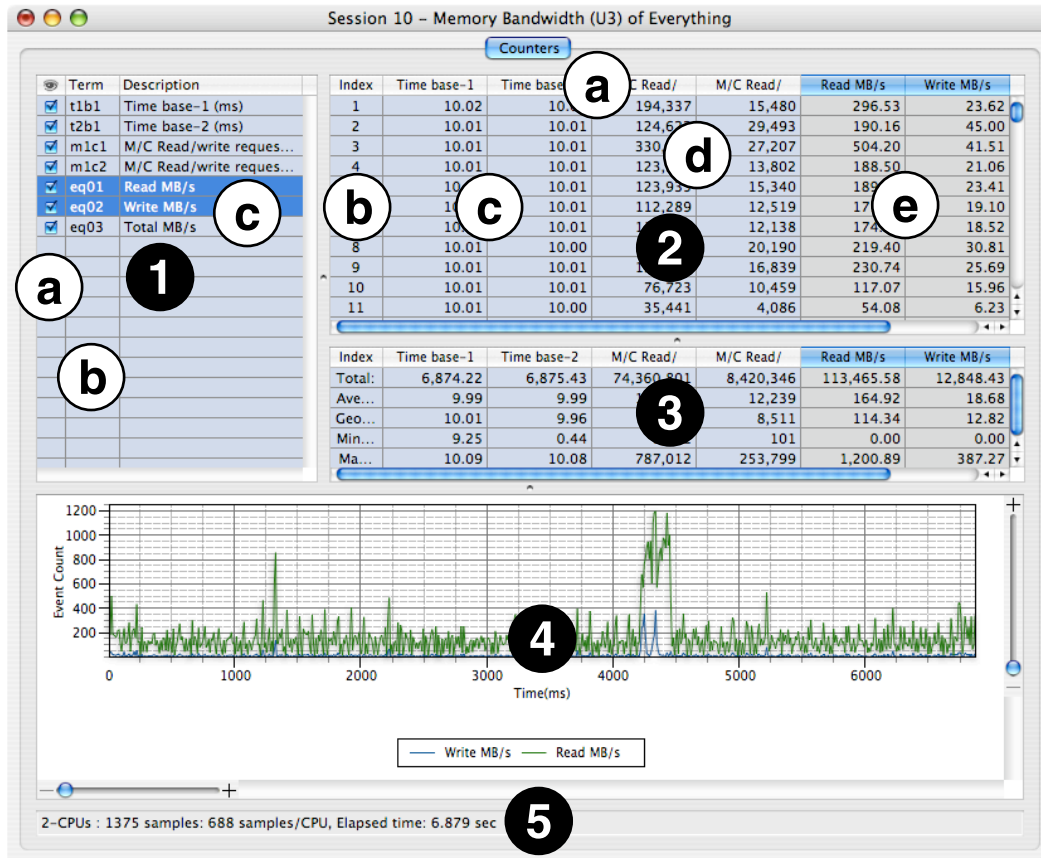 Session 10 – Memory Bandwidth (U3) of Everything
Counters
Term Description
t1b1 Time base-1 (ms)
t2b1 Time base-2 (ms)
m1c1 M/C Read/write reques...
m1c2 M/C Read/write reques...
eq01 Read MB/s
eq02 Write MB/s
eq03 Total MB/s
a
b
c
1
Index Time base-1 Time base a C Read/ M/C Read/ Read MB/s Write MB/s
1 10.02 194,337 15,480 296.53 23.62
2 10.01 10.01 29,493 190.16 45.00
3 10.01 10.01 27,207 504.20 41.51
4 10.01 10.01 d 13,802 188.50 21.06
10.01 15,340 23.41
b c 10.01 112,289 12,519 e 19.10
10.01 12,138 18.52
8 10.01 10.00 2 20,190 219.40 30.81
9 10.01 10.01 16,839 230.74 25.69
10 10.01 10.01 76,723 10,459 117.07 15.96
11 10.01 10.00 35,441 4,086 54.08 6.23
Index Time base-1 Time base-2 M/C Read/ M/C Read/ Read MB/s Write MB/s
Total: 6,874.22 6,875.43 74,360,801 8,420,346 113,465.58 12,848.43
Ave... 9.99 9.99 12,239 164.92 18.68
Geo... 10.01 9.96 3 8,511 114.34 12.82
Min... 9.25 0.44 101 0.00 0.00
Ma... 10.09 10.08 787,012 253,799 1,200.89 387.27
Event Count
1200
1000
800
600
400
200
4
0 1000 2000 3000 4000 5000 6000
Time(ms)
Write MB/s Read MB/s
2-CPUs : 1375 samples: 688 samples/CPU, Elapsed time: 6.879 sec
5